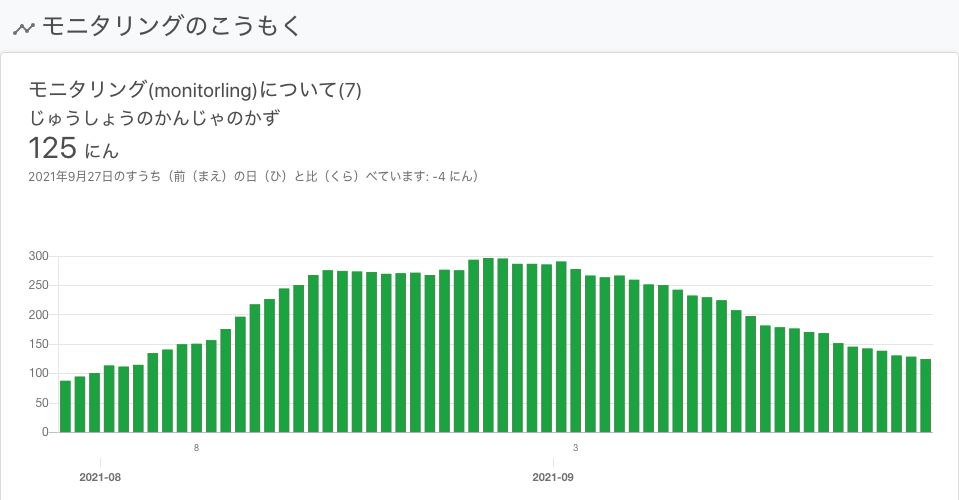 モニタリングのこうもく
モニタリング(monitorling)について(7)
じゅうしょうのかんじゃのかず
125 にん
2021年9月27日のすうち（前（まえ）の日（ひ）と比（くら）べています: -4 にん）
300
250
200
150
100
50
0
8 3
2021-08 2021-09